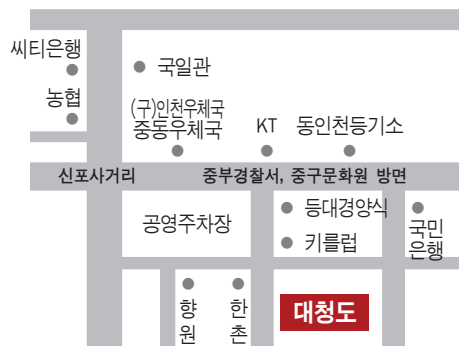 씨티은행
국일관
농협
(구)인천우체국
중동우체국
KT
동인천등기소
신포사거리
중부경찰서, 중구문화원 방면
공영주차장
등대경양식
키를럽
국민
은행
향
원
한
촌
대청도